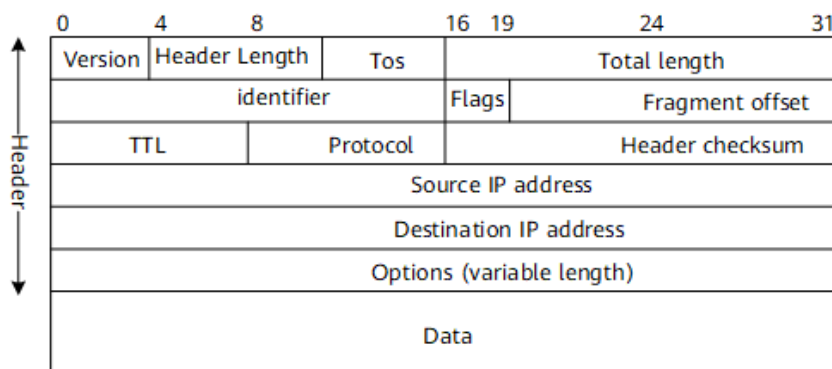 0 4 8 16 19 24 31
Version Header Length Tos Total length
identifier Flags Fragment offset
TTL Protocol Header checksum
Header
Source IP address
Destination IP address
Options (variable length)
Data